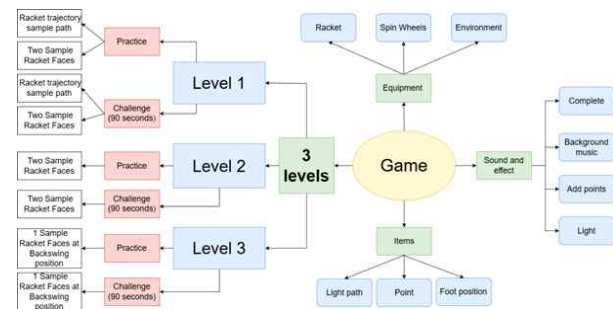 Racket trajectory
sample path
Two Sample
Racket Faces
Practice
Racket trajectory
sample path
Two Sample
Racket Faces
Challenge
(90 seconds)
Level 1
Two Sample
Racket Faces
Practice
Two Sample
Racket Faces
Challenge
(90 seconds)
Level 2
1 Sample
Racket Faces at
Backswing
position
Practice
1 Sample
Racket Faces at
Backswing
position
Challenge
(90 seconds)
Level 3
3
levels
Game
Racket
Spin Wheels
Environment
Equipment
Items
Light path
Point
Foot position
Sound and
effect
Complete
Background
music
Add points
Light